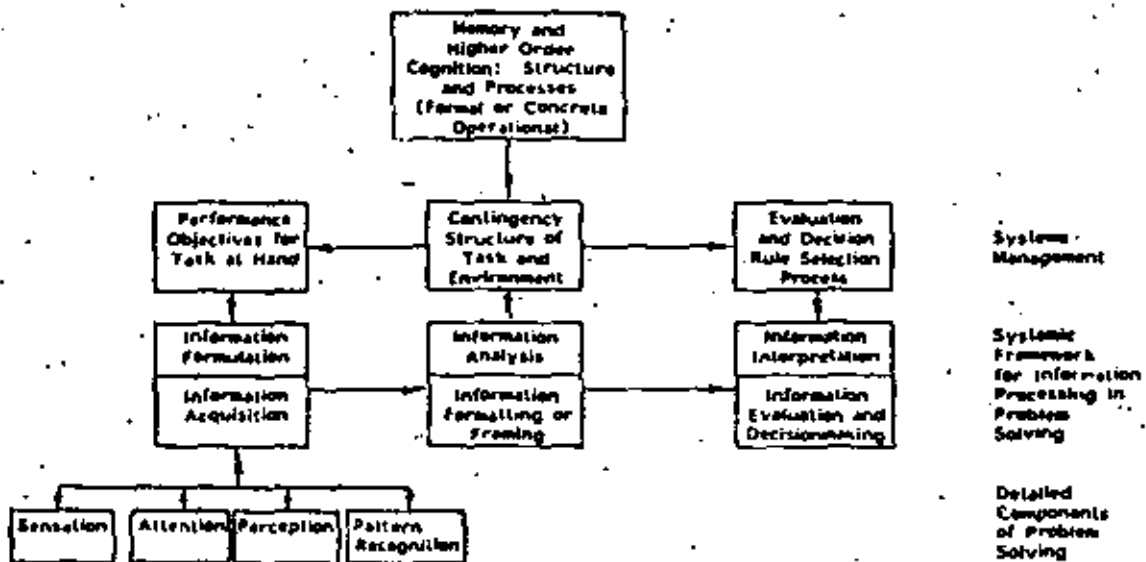 Memory and
Higher Order
Cognition: Structure
and Processes
(Formal or Concrete
Operational)
Performance
Objectives for
Task at Hand
Contingency
Structure of
Task and
Environment
Evaluation
and Decision
Rule Selection
Process
Systems
Management
Information
Formulation
Information
Acquisition
Information
Analysis
Information
Formatting or
Framing
Information
Interpretation
Information
Evaluation and
Decisionmaking
Systemic
Framework
for Information
Processing in
Problem
Solving
Sensation
Attention
Perception
Pattern
Recognition
Detailed
Components
of Problem
Solving